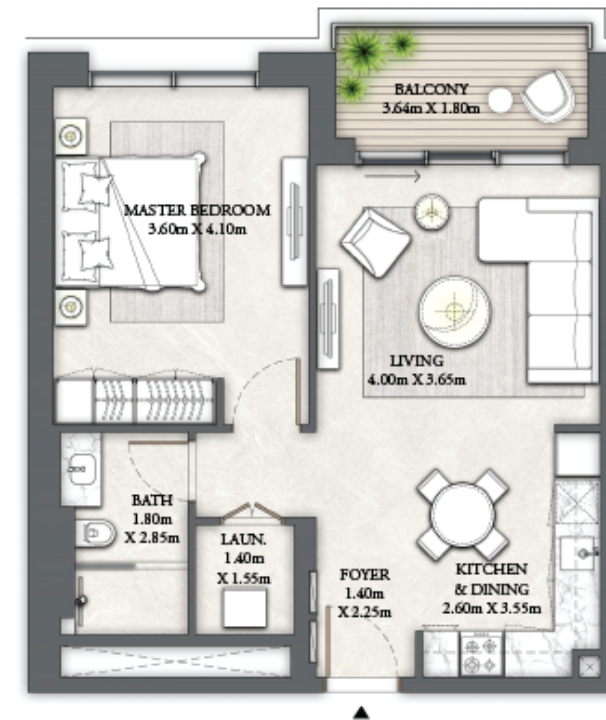 BALCONY
3.64m X 1.80m
MASTER BEDROOM
3.60m X 4.10m
LIVING
4.00m X 3.65m
BATH
1.80m
X 2.85m
LAUN.
1.40m
X 1.55m
FOYER
1.40m
X 2.25m
KITCHEN
& DINING
2.60m X 3.55m